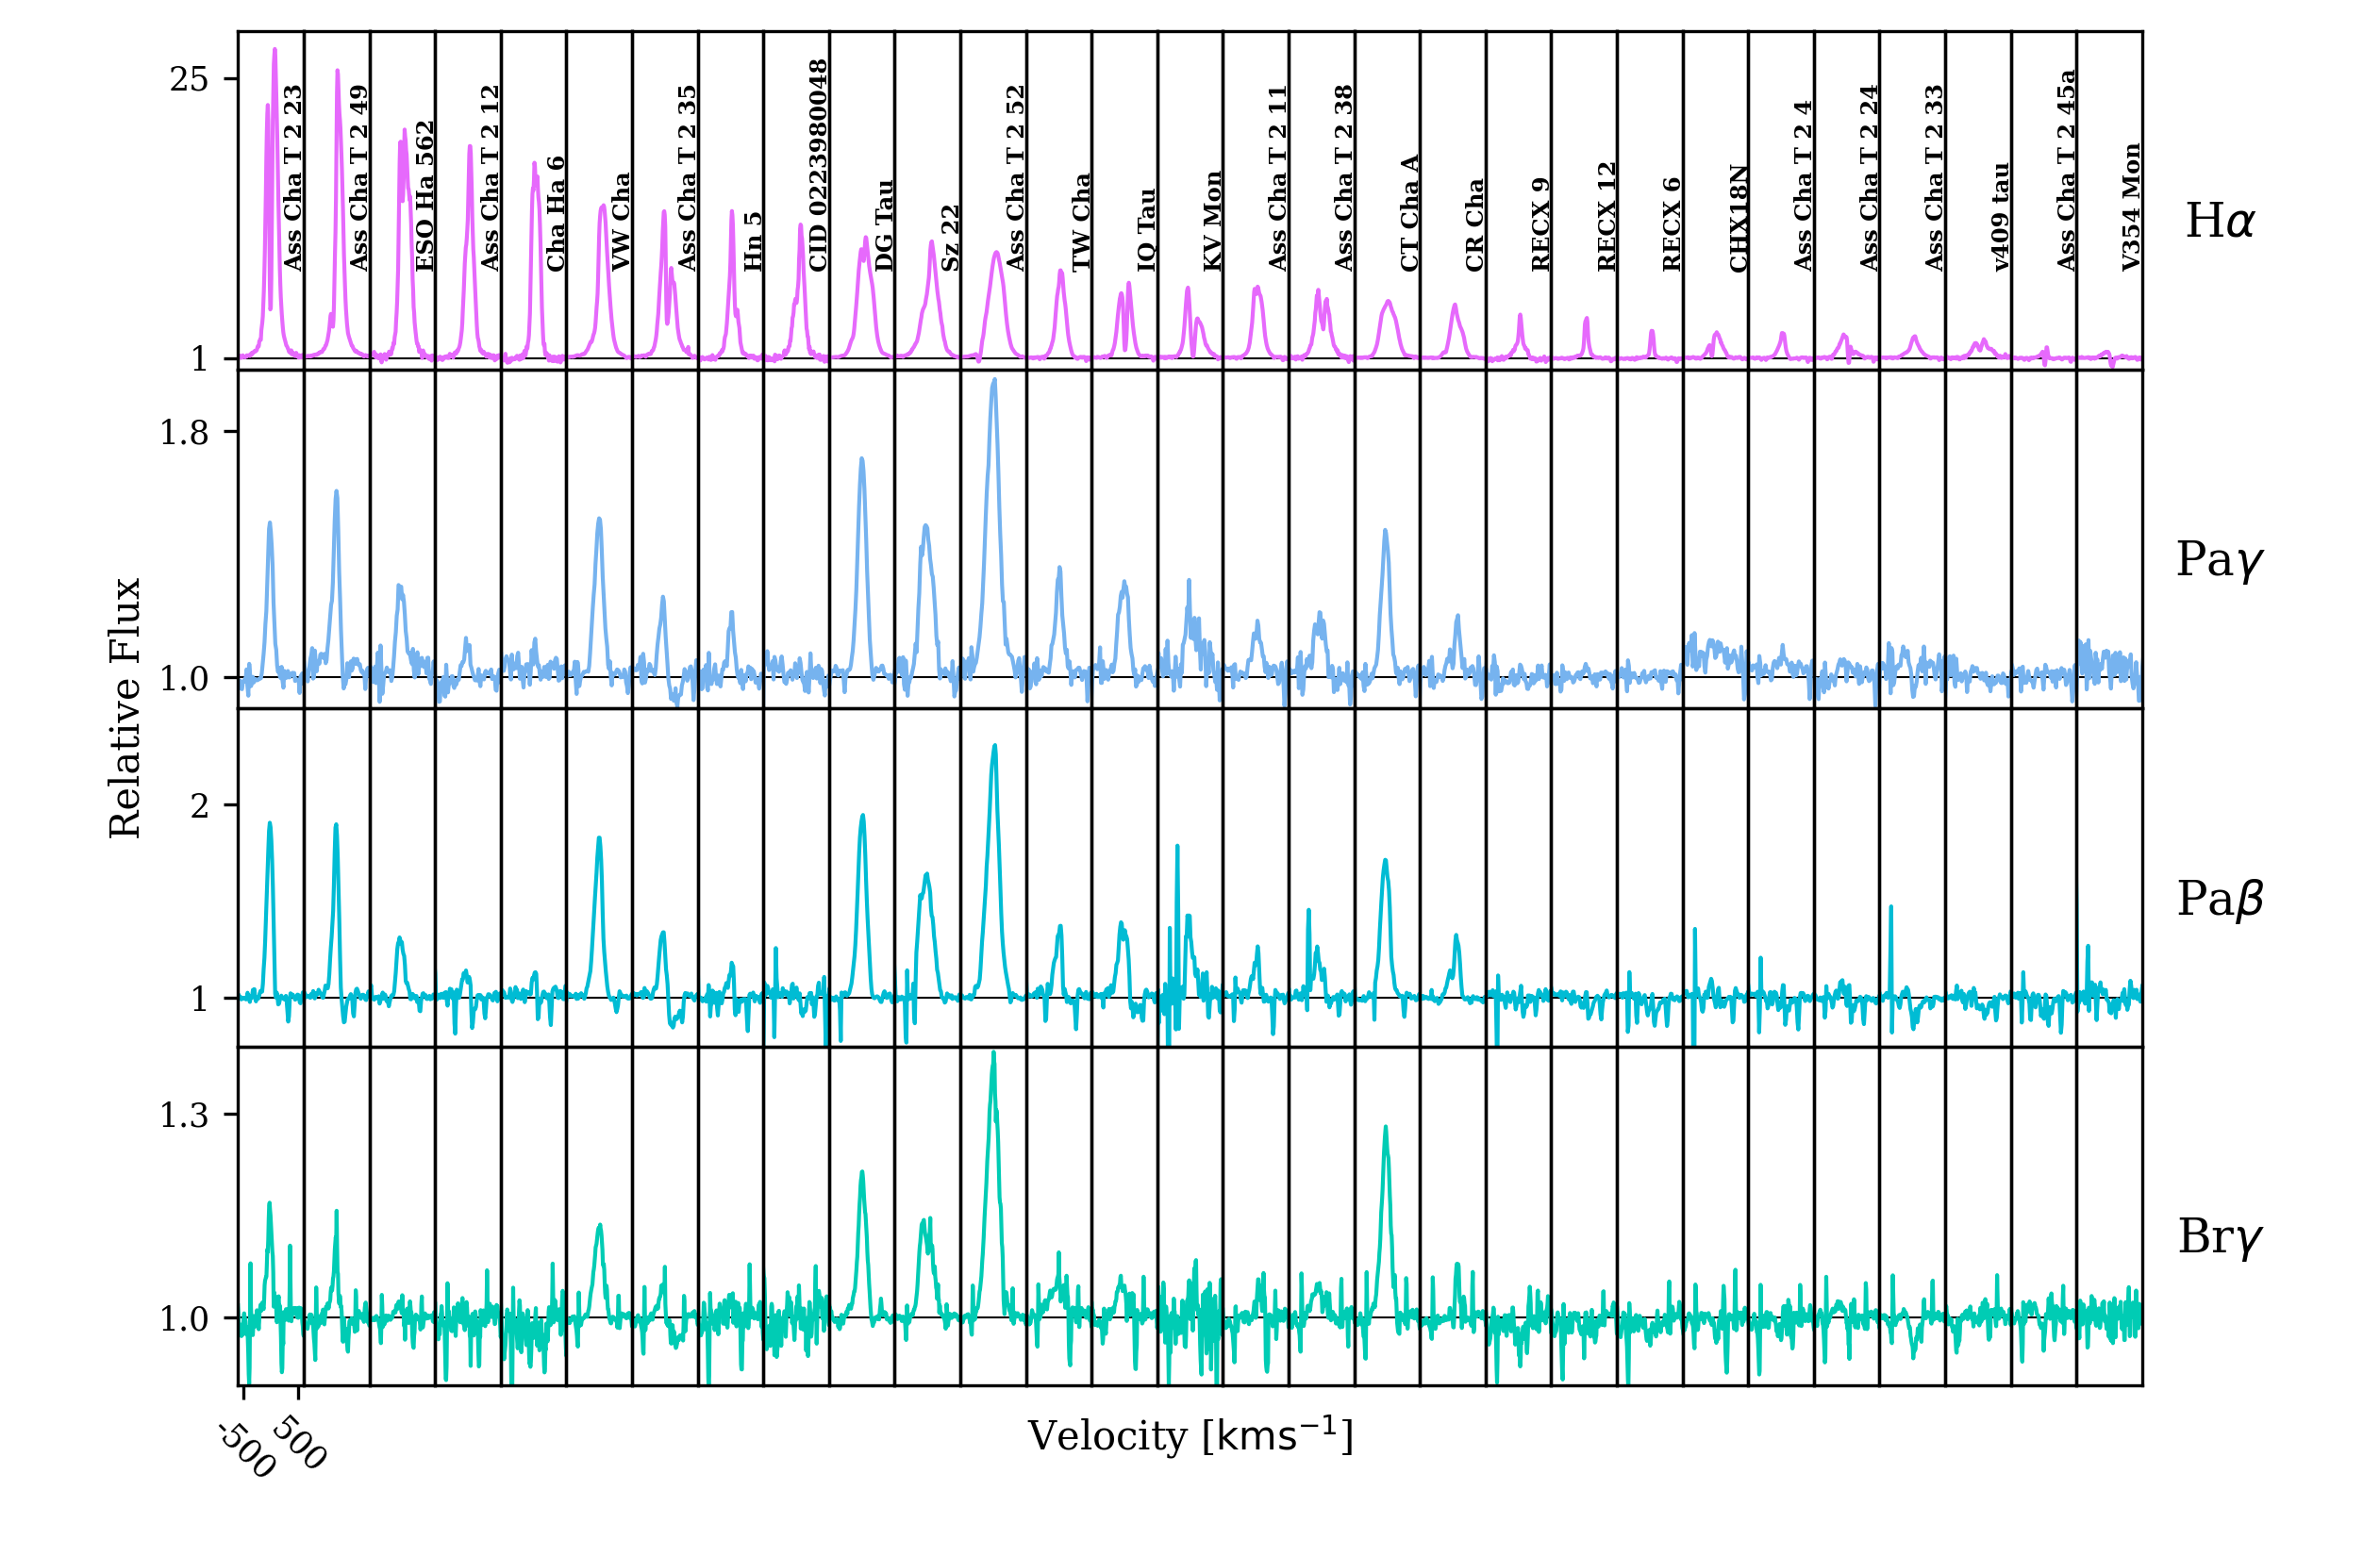 25
1
Ass Cha T 2 23
Ass Cha T 2 49
ESO Ha 562
Ass Cha T 2 12
Cha Ha 6
VW Cha
Ass Cha T 2 35
Hn 5
CID 0223980048
DG Tau
Sz 22
Ass Cha T 2 52
TW Cha
IQ Tau
KV Mon
Ass Cha T 2 11
Ass Cha T 2 38
CT Cha A
CR Cha
RECX 9
RECX 12
RECX 6
CHX18N
Ass Cha T 2 4
Ass Cha T 2 24
Ass Cha T 2 33
v409 tau
Ass Cha T 2 45a
V354 Mon
Hα
1.8
1.0
Paγ
Relative Flux
2
1
Paβ
1.3
1.0
Brγ
-500
500
Velocity [kms⁻¹]